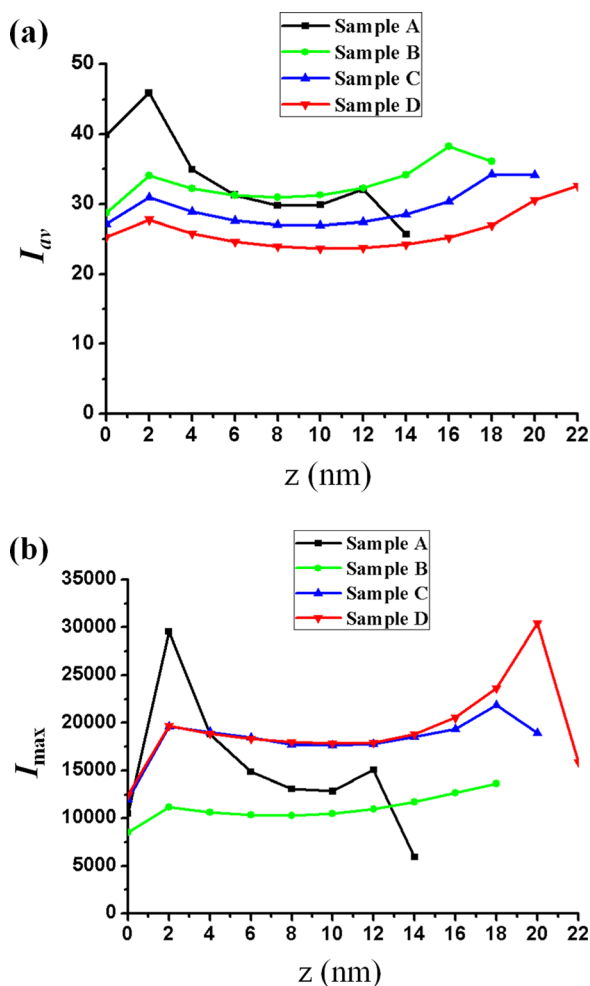 (a)
Sample A
Sample B
Sample C
Sample D
50
40
30
20
10
0
I_av
0 2 4 6 8 10 12 14 16 18 20 22
z (nm)
(b)
Sample A
Sample B
Sample C
Sample D
35000
30000
25000
20000
15000
10000
5000
0
I_max
0 2 4 6 8 10 12 14 16 18 20 22
z (nm)